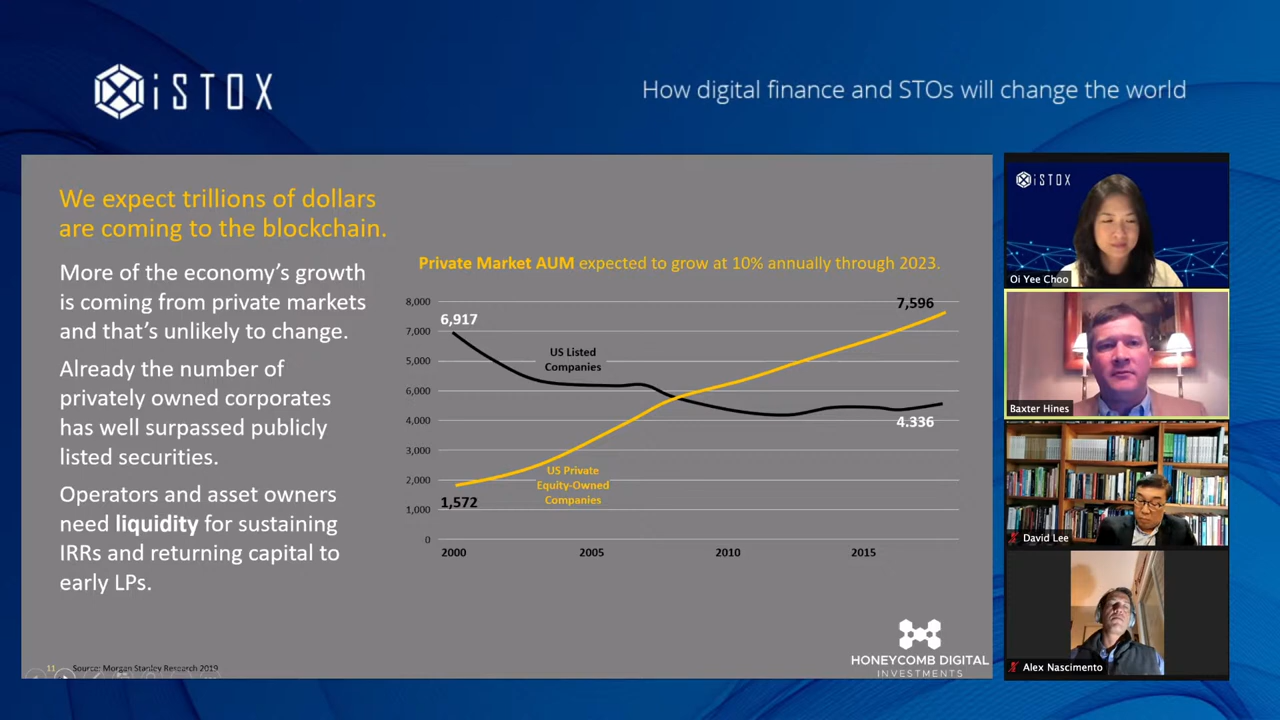 iSTOX
How digital finance and STOs will change the world
We expect trillions of dollars
are coming to the blockchain.
More of the economy's growth
is coming from private markets
and that's unlikely to change.
Already the number of
privately owned corporates
has well surpassed publicly
listed securities.
Operators and asset owners
need liquidity for sustaining
IRRs and returning capital to
early LPs.
Private Market AUM expected to grow at 10% annually through 2023.
8,000
7,000
5,000
6,000
4,000
3,000
2,000
1,000
0
6,917
7,596
US Listed
Companies
4.336
US Private
Equity-Owned
Companies
1,572
2000
2005
2010
2015
11
Source: Morgan Stanley Research 2019
HONEYCOMB DIGITAL
INVESTMENTS
iSTOX
Oi Yee Choo
Baxter Hines
David Lee
Alex Nascimento